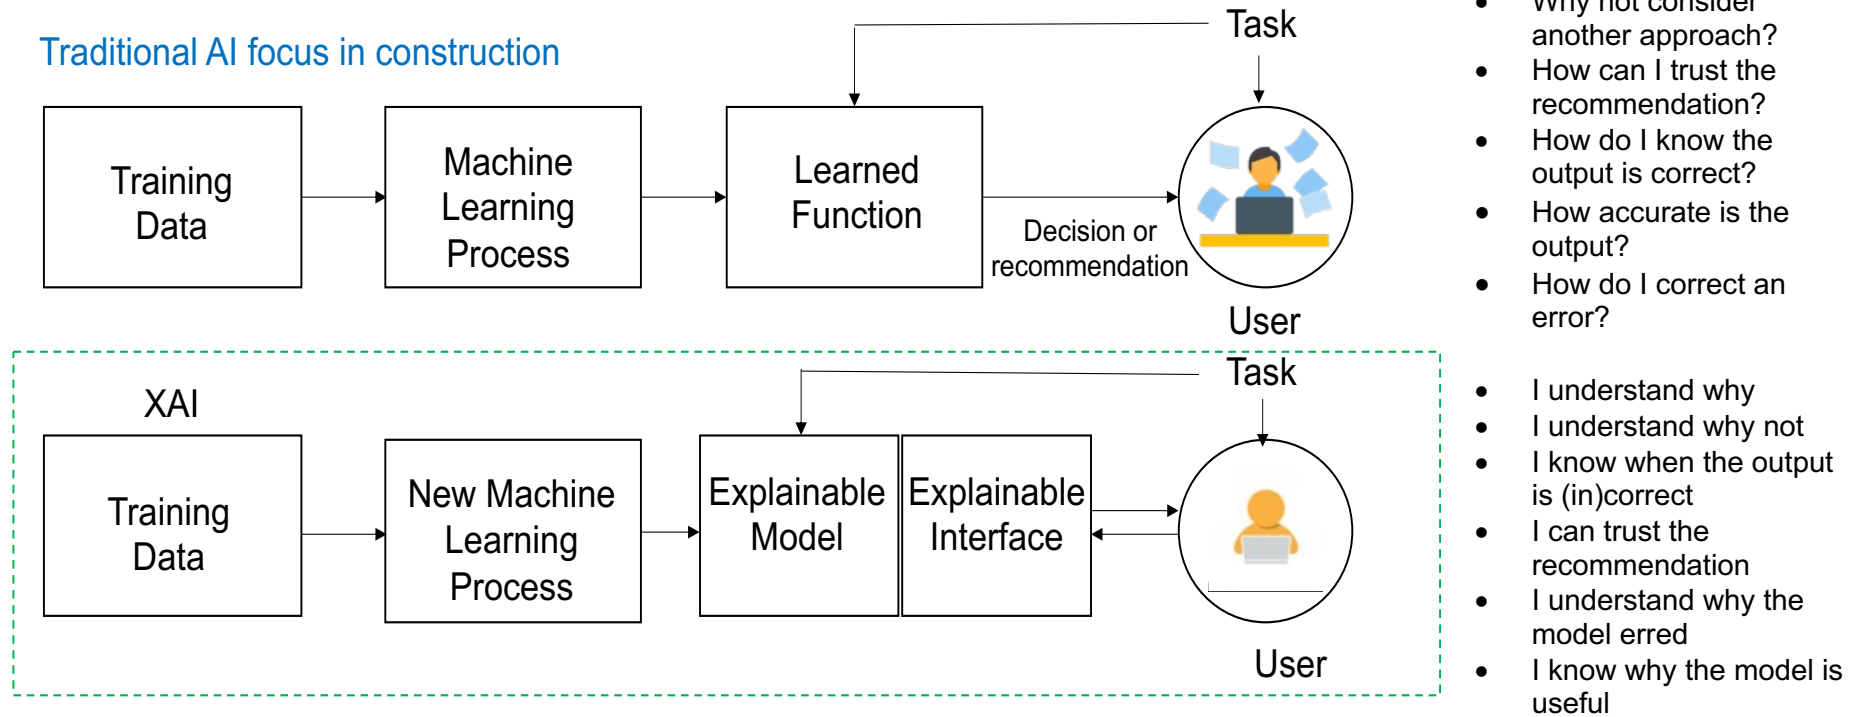 Traditional AI focus in construction
Task
Training
Data
Machine
Learning
Process
Learned
Function
Decision or
recommendation
User
• Why not consider
another approach?
• How can I trust the
recommendation?
• How do I know the
output is correct?
• How accurate is the
output?
• How do I correct an
error?
XAI
Task
Training
Data
New Machine
Learning
Process
Explainable
Model
Explainable
Interface
User
• I understand why
• I understand why not
• I know when the output
is (in)correct
• I can trust the
recommendation
• I understand why the
model erred
• I know why the model is
useful